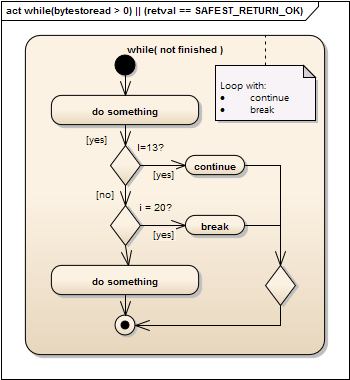 act while(bytestoread > 0) || (retval == SAFEST_RETURN_OK)
while( not finished )
Loop with:
• continue
• break
do something
[yes]
I=13?
continue
[yes]
[no]
i = 20?
break
[yes]
do something